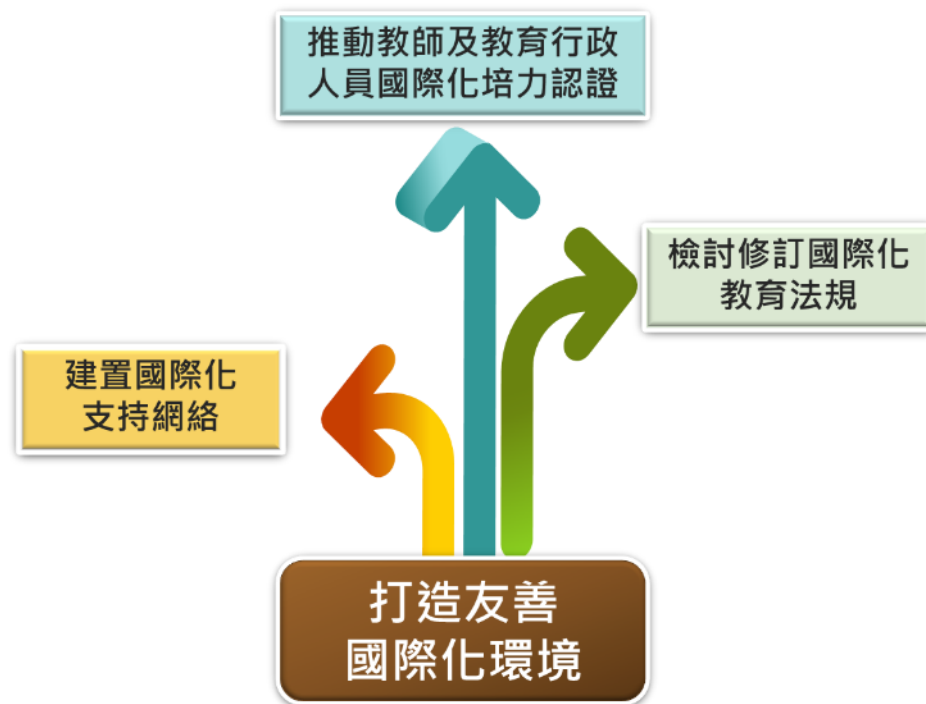 推動教師及教育行政
人員國際化培力認證
檢討修訂國際化
教育法規
建置國際化
支持網絡
打造友善
國際化環境